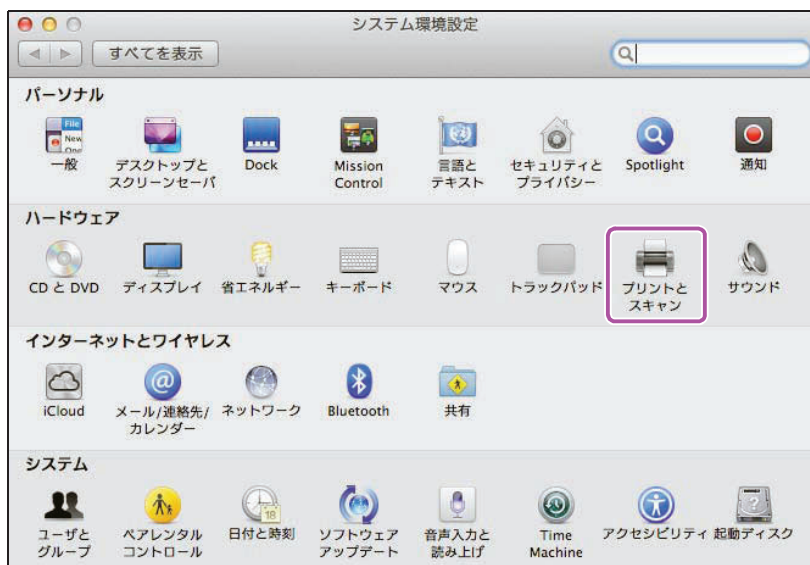 システム環境設定
すべてを表示
パーソナル
File
New
One
一般
デスクトップと
スクリーンセーバ
Dock
Mission
Control
言語と
テキスト
セキュリティと
プライバシー
Spotlight
通知
ハードウェア
CD と DVD
ディスプレイ
省エネルギー
キーボード
マウス
トラックパッド
プリントと
スキャン
サウンド
インターネットとワイヤレス
iCloud
メール/連絡先/
カレンダー
ネットワーク
Bluetooth
共有
システム
ユーザと
グループ
ペアレンタル
コントロール
18
日付と時刻
ソフトウェア
アップデート
音声入力と
読み上げ
Time
Machine
アクセシビリティ
?
起動ディスク